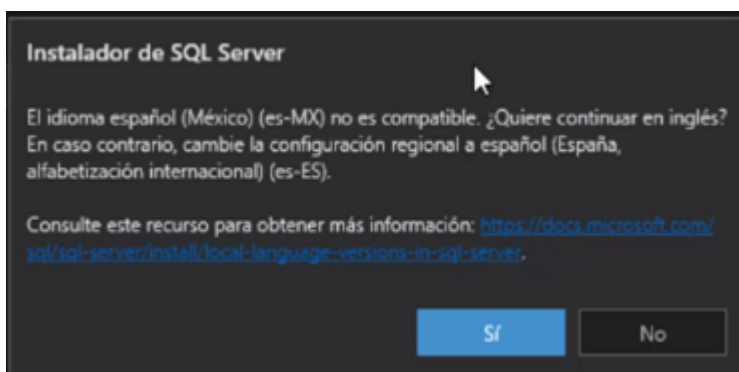 Instalador de SQL Server
El idioma español (México) (es-MX) no es compatible. ¿Quiere continuar en inglés?
En caso contrario, cambie la configuración regional a español (España,
alfabetización internacional) (es-ES).
Consulte este recurso para obtener más información: https://docs.microsoft.com/
sql/sql-server/install/local-language-versions-in-sql-server.
Sí
No